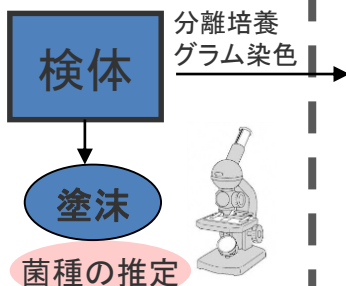 分離培養
グラム染色
検体
塗沫
菌種の推定